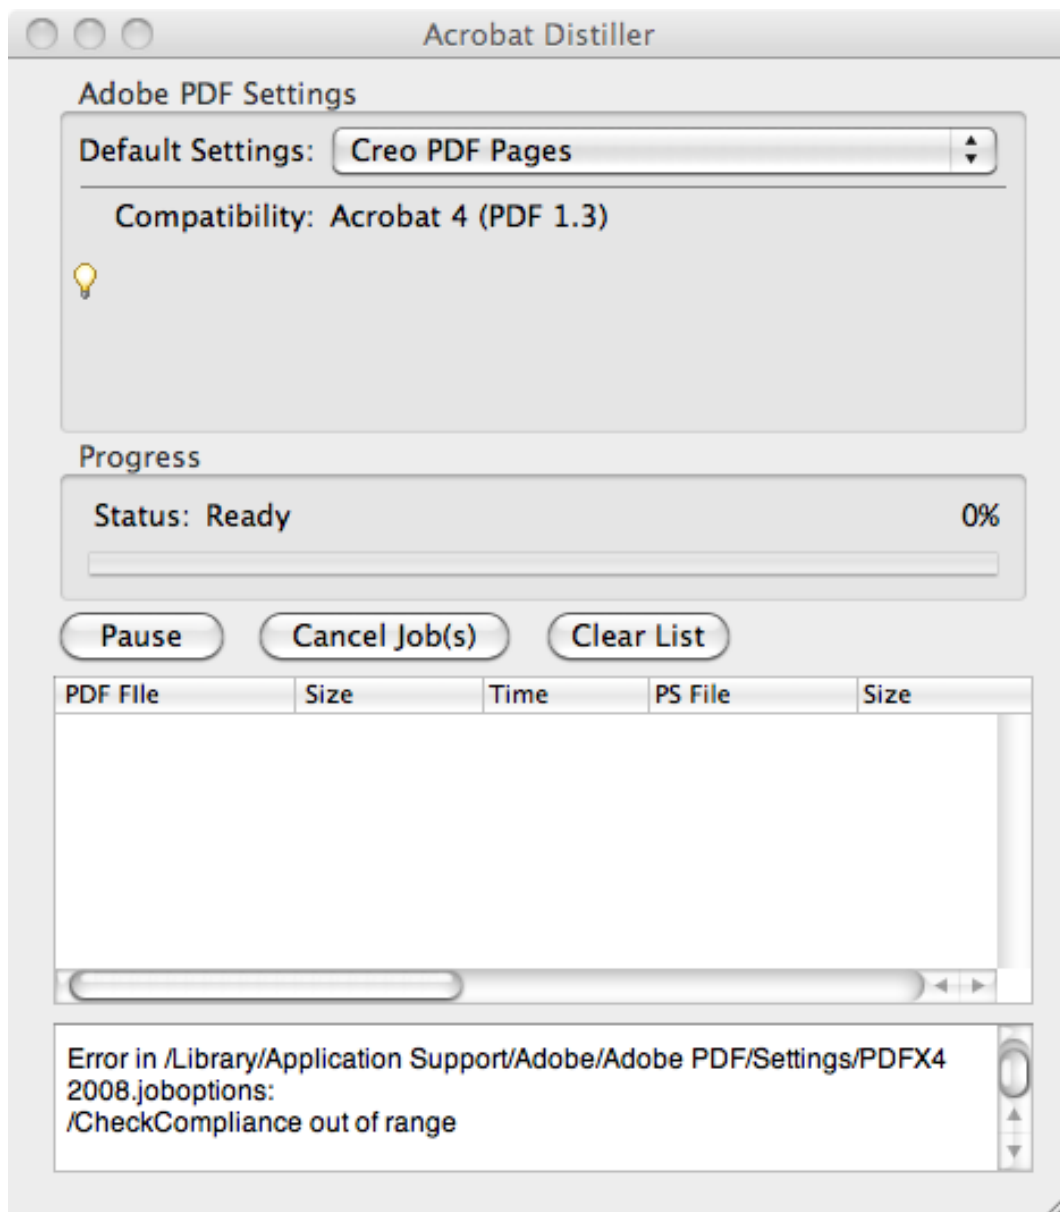 Acrobat Distiller
Adobe PDF Settings
Default Settings: Creo PDF Pages
Compatibility: Acrobat 4 (PDF 1.3)
Progress
Status: Ready 0%
Pause Cancel Job(s) Clear List
PDF FIle Size Time PS File Size
Error in /Library/Application Support/Adobe/Adobe PDF/Settings/PDFX4
2008.joboptions:
/CheckCompliance out of range